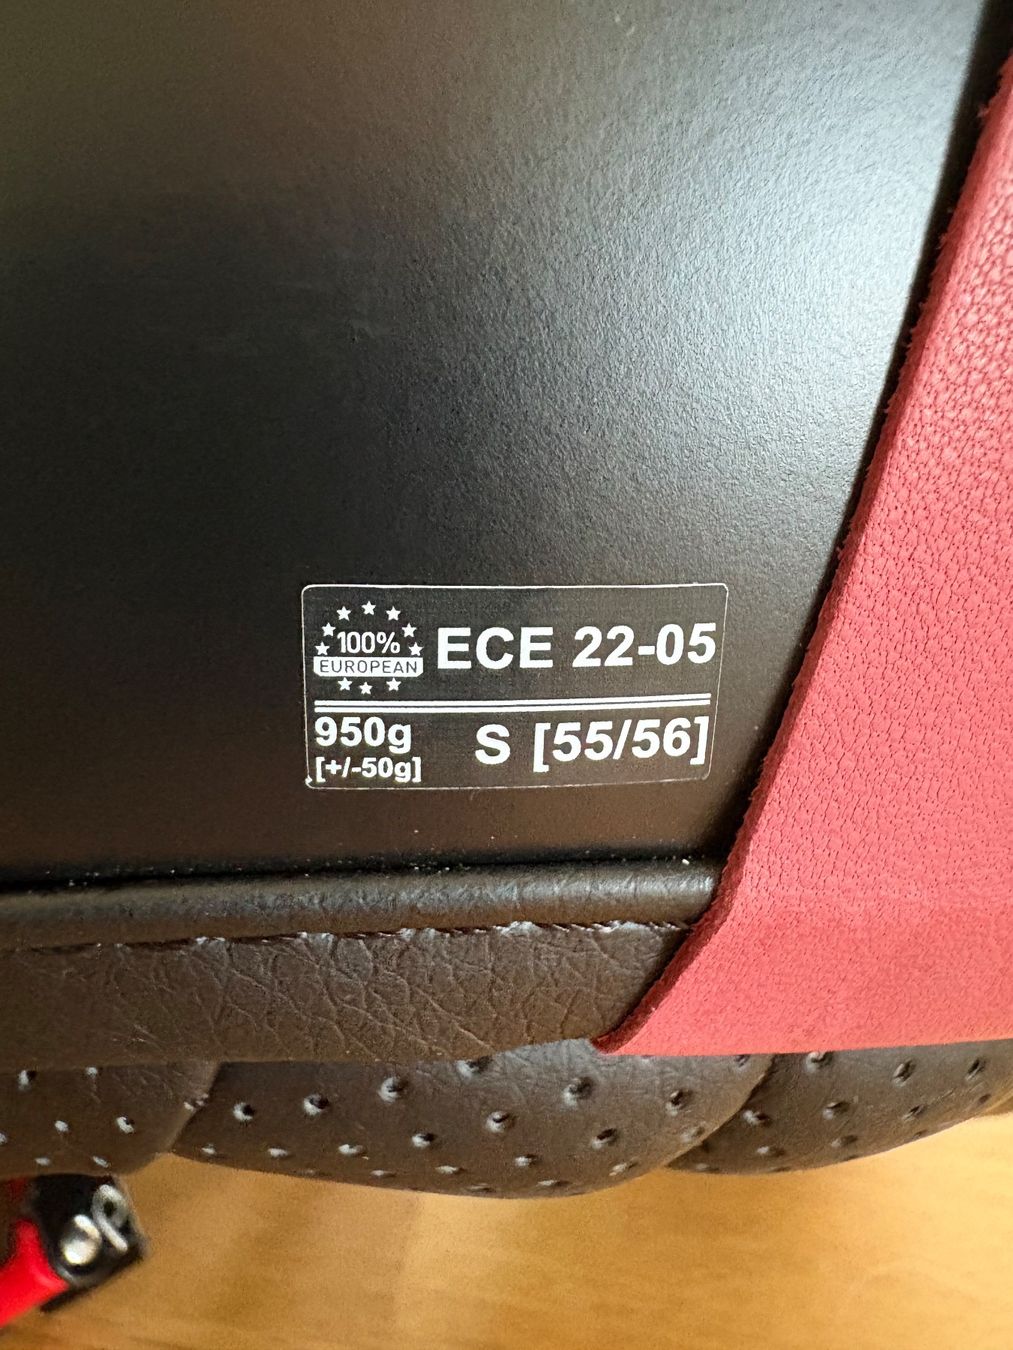 100%
EUROPEAN
ECE 22-05
950g
[+/-50g]
S [55/56]